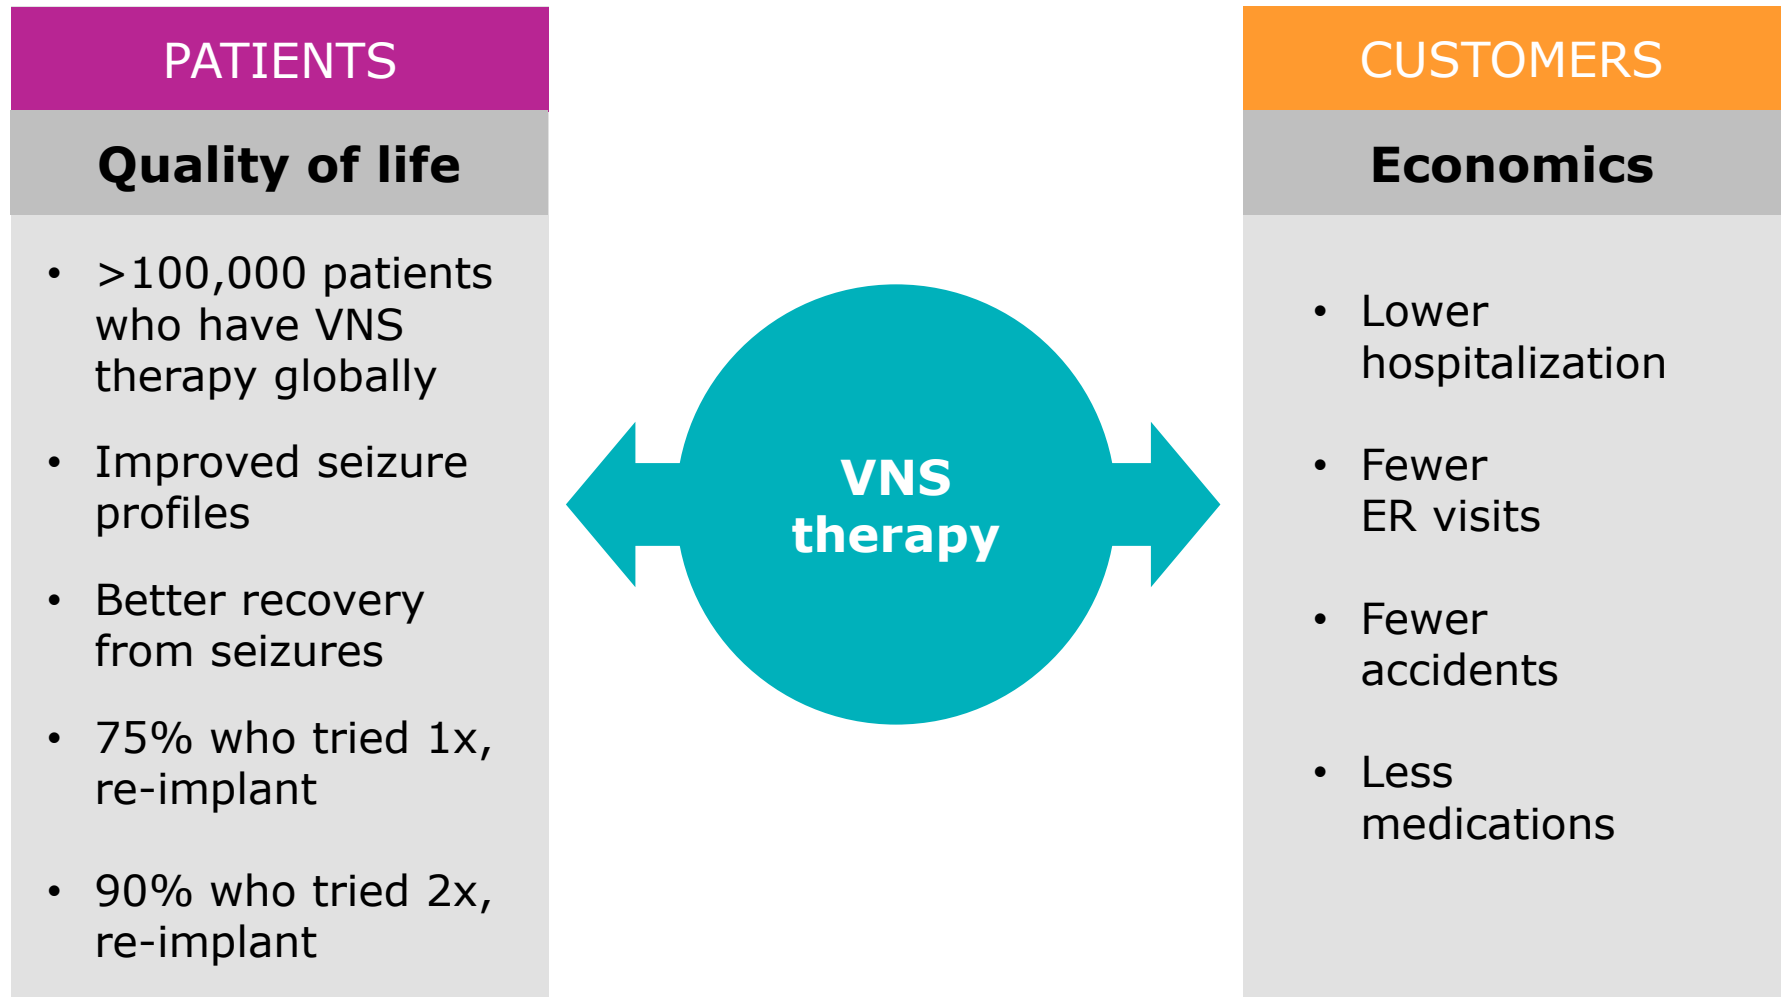 PATIENTS
Quality of life
• >100,000 patients
who have VNS
therapy globally
• Improved seizure
profiles
• Better recovery
from seizures
• 75% who tried 1x,
re-implant
• 90% who tried 2x,
re-implant
VNS
therapy
CUSTOMERS
Economics
• Lower
hospitalization
• Fewer
ER visits
• Fewer
accidents
• Less
medications